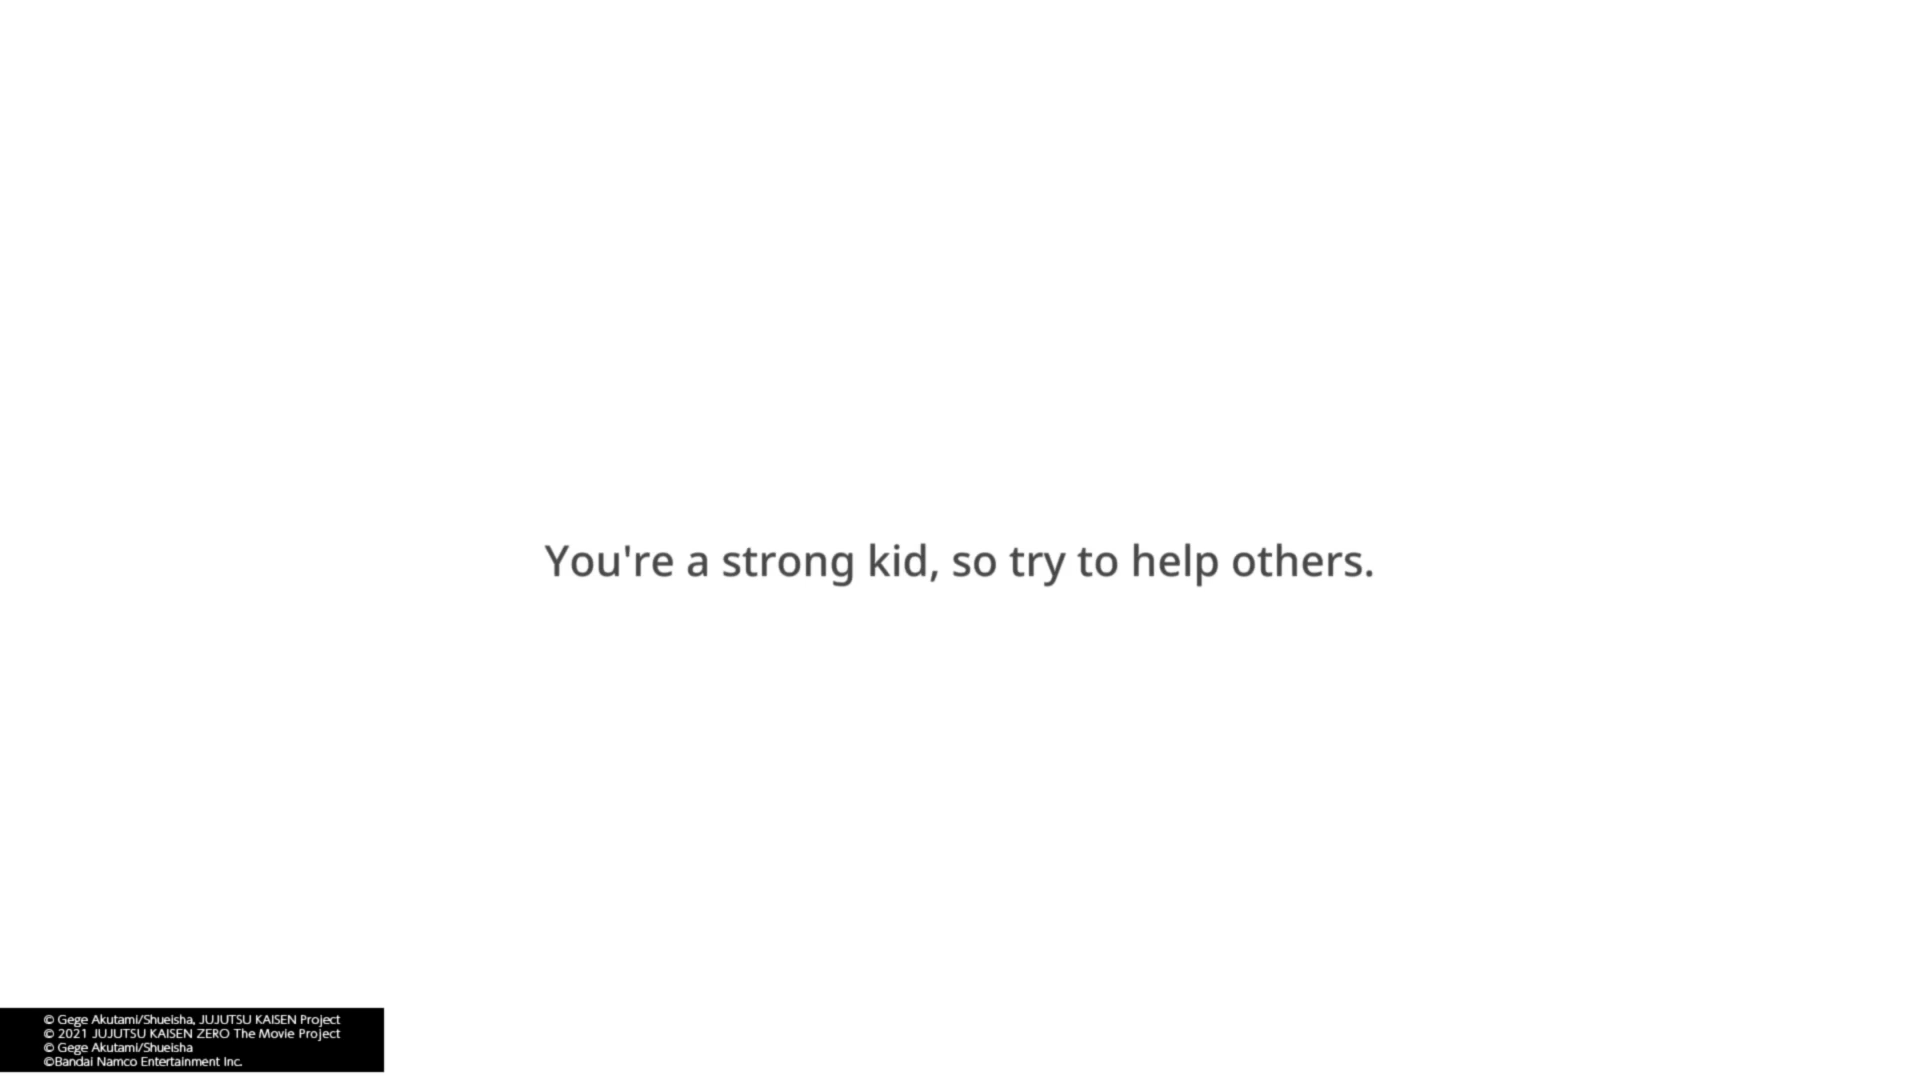 You're a strong kid, so try to help others.
© Gege Akutami/Shueisha, JUJUTSU KAISEN Project
© 2021 JUJUTSU KAISEN ZERO The Movie Project
© Gege Akutami/Shueisha
©Bandai Namco Entertainment Inc.